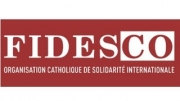 FIDESCO
ORGANISATION CATHOLIQUE DE SOLIDARITÉ INTERNATIONALE